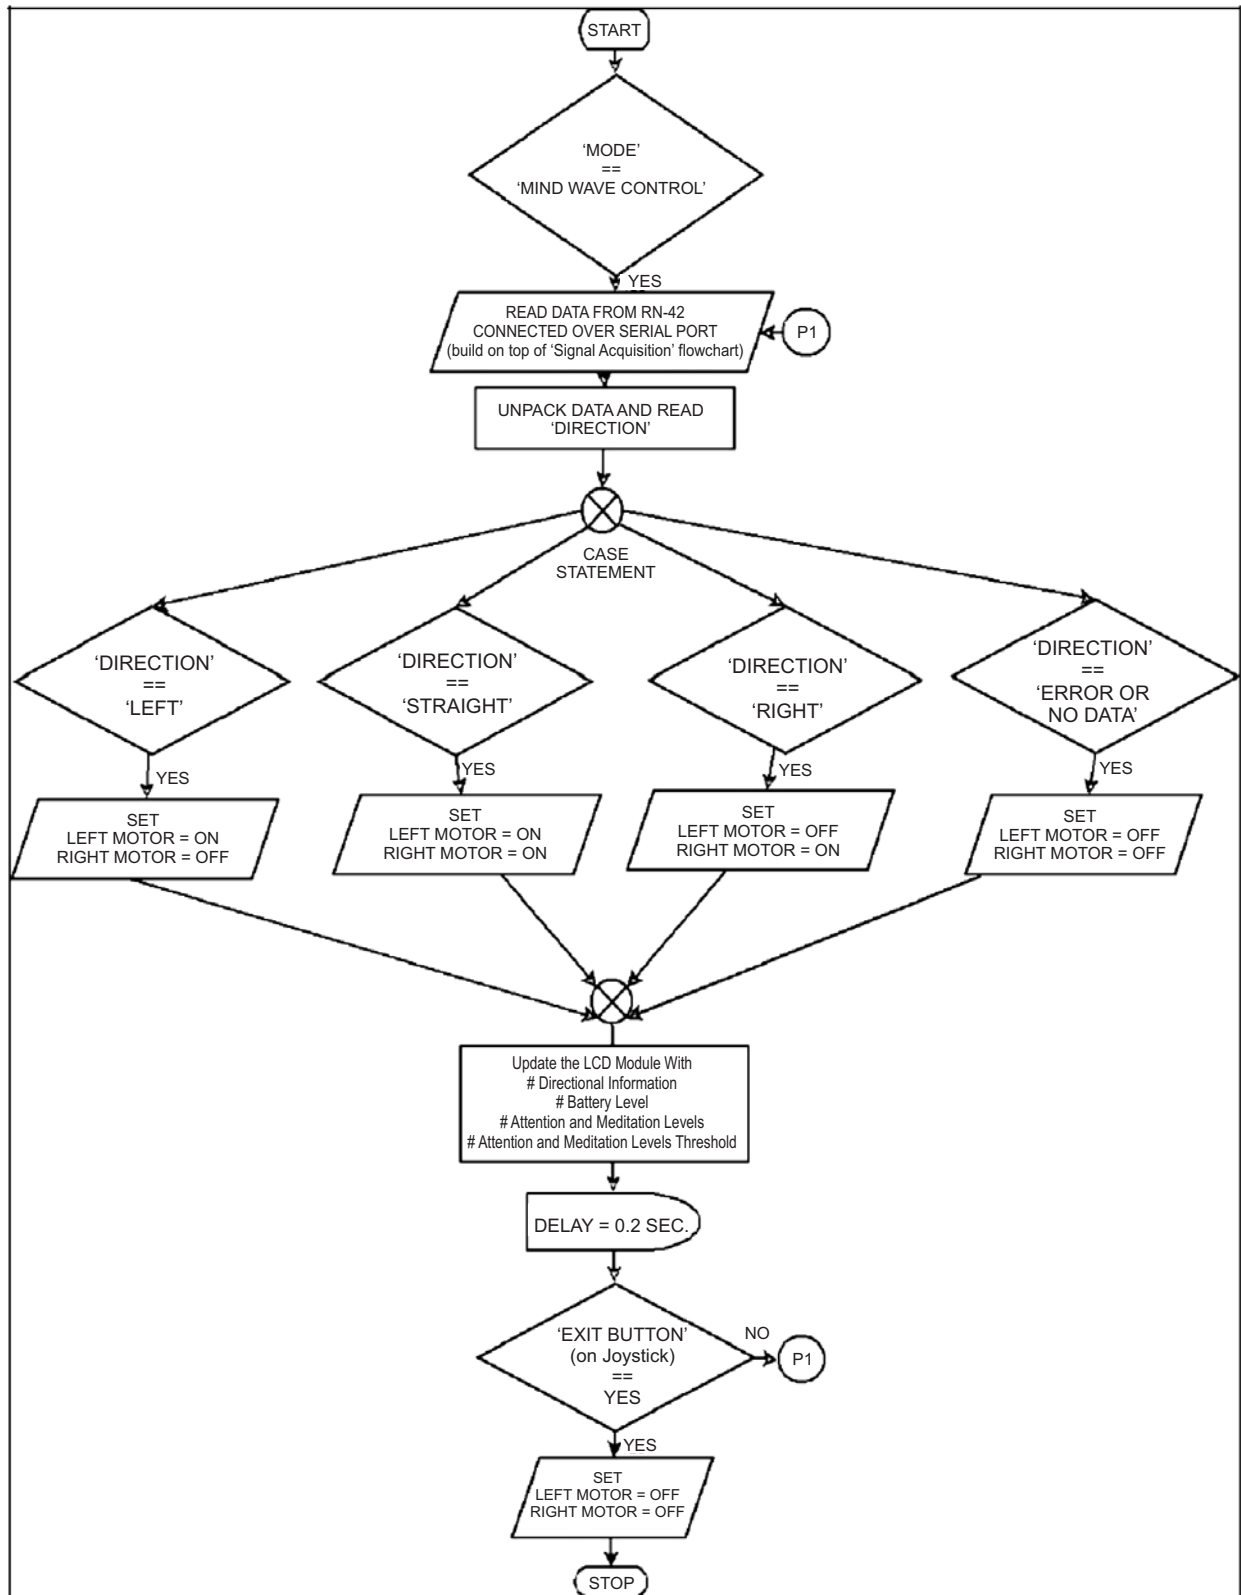 START
‘MODE’
==
‘MIND WAVE CONTROL’
YES
READ DATA FROM RN-42
CONNECTED OVER SERIAL PORT
(build on top of ‘Signal Acquisition’ flowchart)
P1
UNPACK DATA AND READ
‘DIRECTION’
CASE
STATEMENT
‘DIRECTION’
==
‘LEFT’
‘DIRECTION’
==
‘STRAIGHT’
‘DIRECTION’
==
‘RIGHT’
‘DIRECTION’
==
‘ERROR OR
NO DATA’
YES
YES
YES
YES
SET
LEFT MOTOR = ON
RIGHT MOTOR = OFF
SET
LEFT MOTOR = ON
RIGHT MOTOR = ON
SET
LEFT MOTOR = OFF
RIGHT MOTOR = ON
SET
LEFT MOTOR = OFF
RIGHT MOTOR = OFF
Update the LCD Module With
# Directional Information
# Battery Level
# Attention and Meditation Levels
# Attention and Meditation Levels Threshold
DELAY = 0.2 SEC.
‘EXIT BUTTON’
(on Joystick)
==
YES
NO
P1
YES
SET
LEFT MOTOR = OFF
RIGHT MOTOR = OFF
STOP